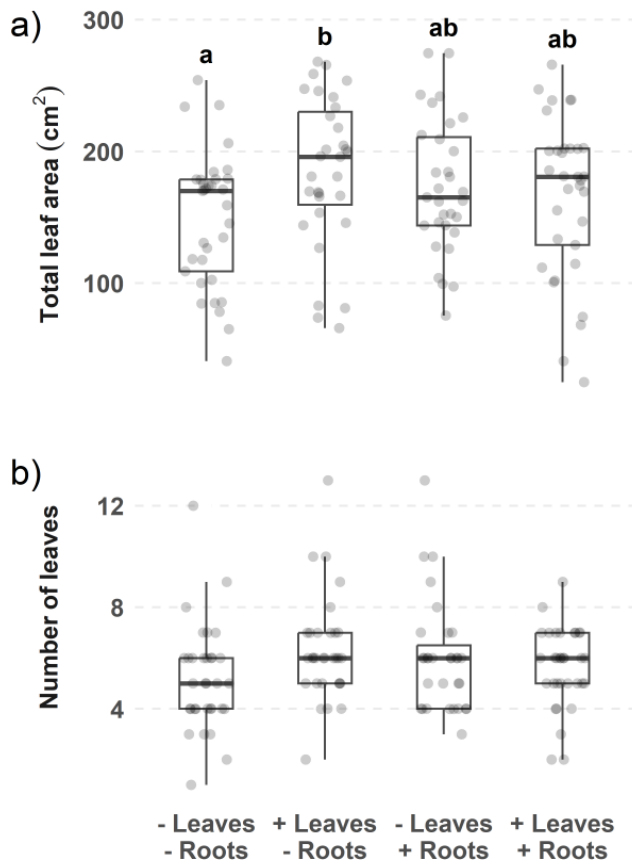 a)
300
200
100
Total leaf area (cm²)
a
b
ab
ab
b)
12
8
4
Number of leaves
- Leaves + Leaves - Leaves + Leaves
- Roots - Roots + Roots + Roots